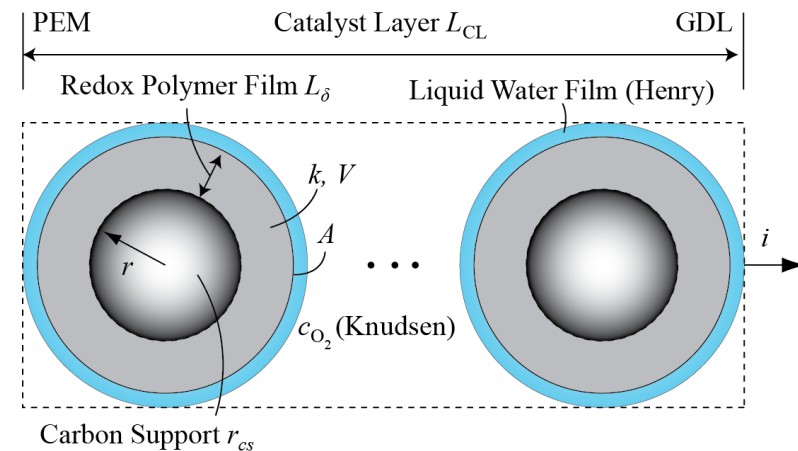 PEM
Catalyst Layer L_CL
GDL
Redox Polymer Film L_δ
Liquid Water Film (Henry)
k, V
A
i
r
...
c_O₂ (Knudsen)
Carbon Support r_cs